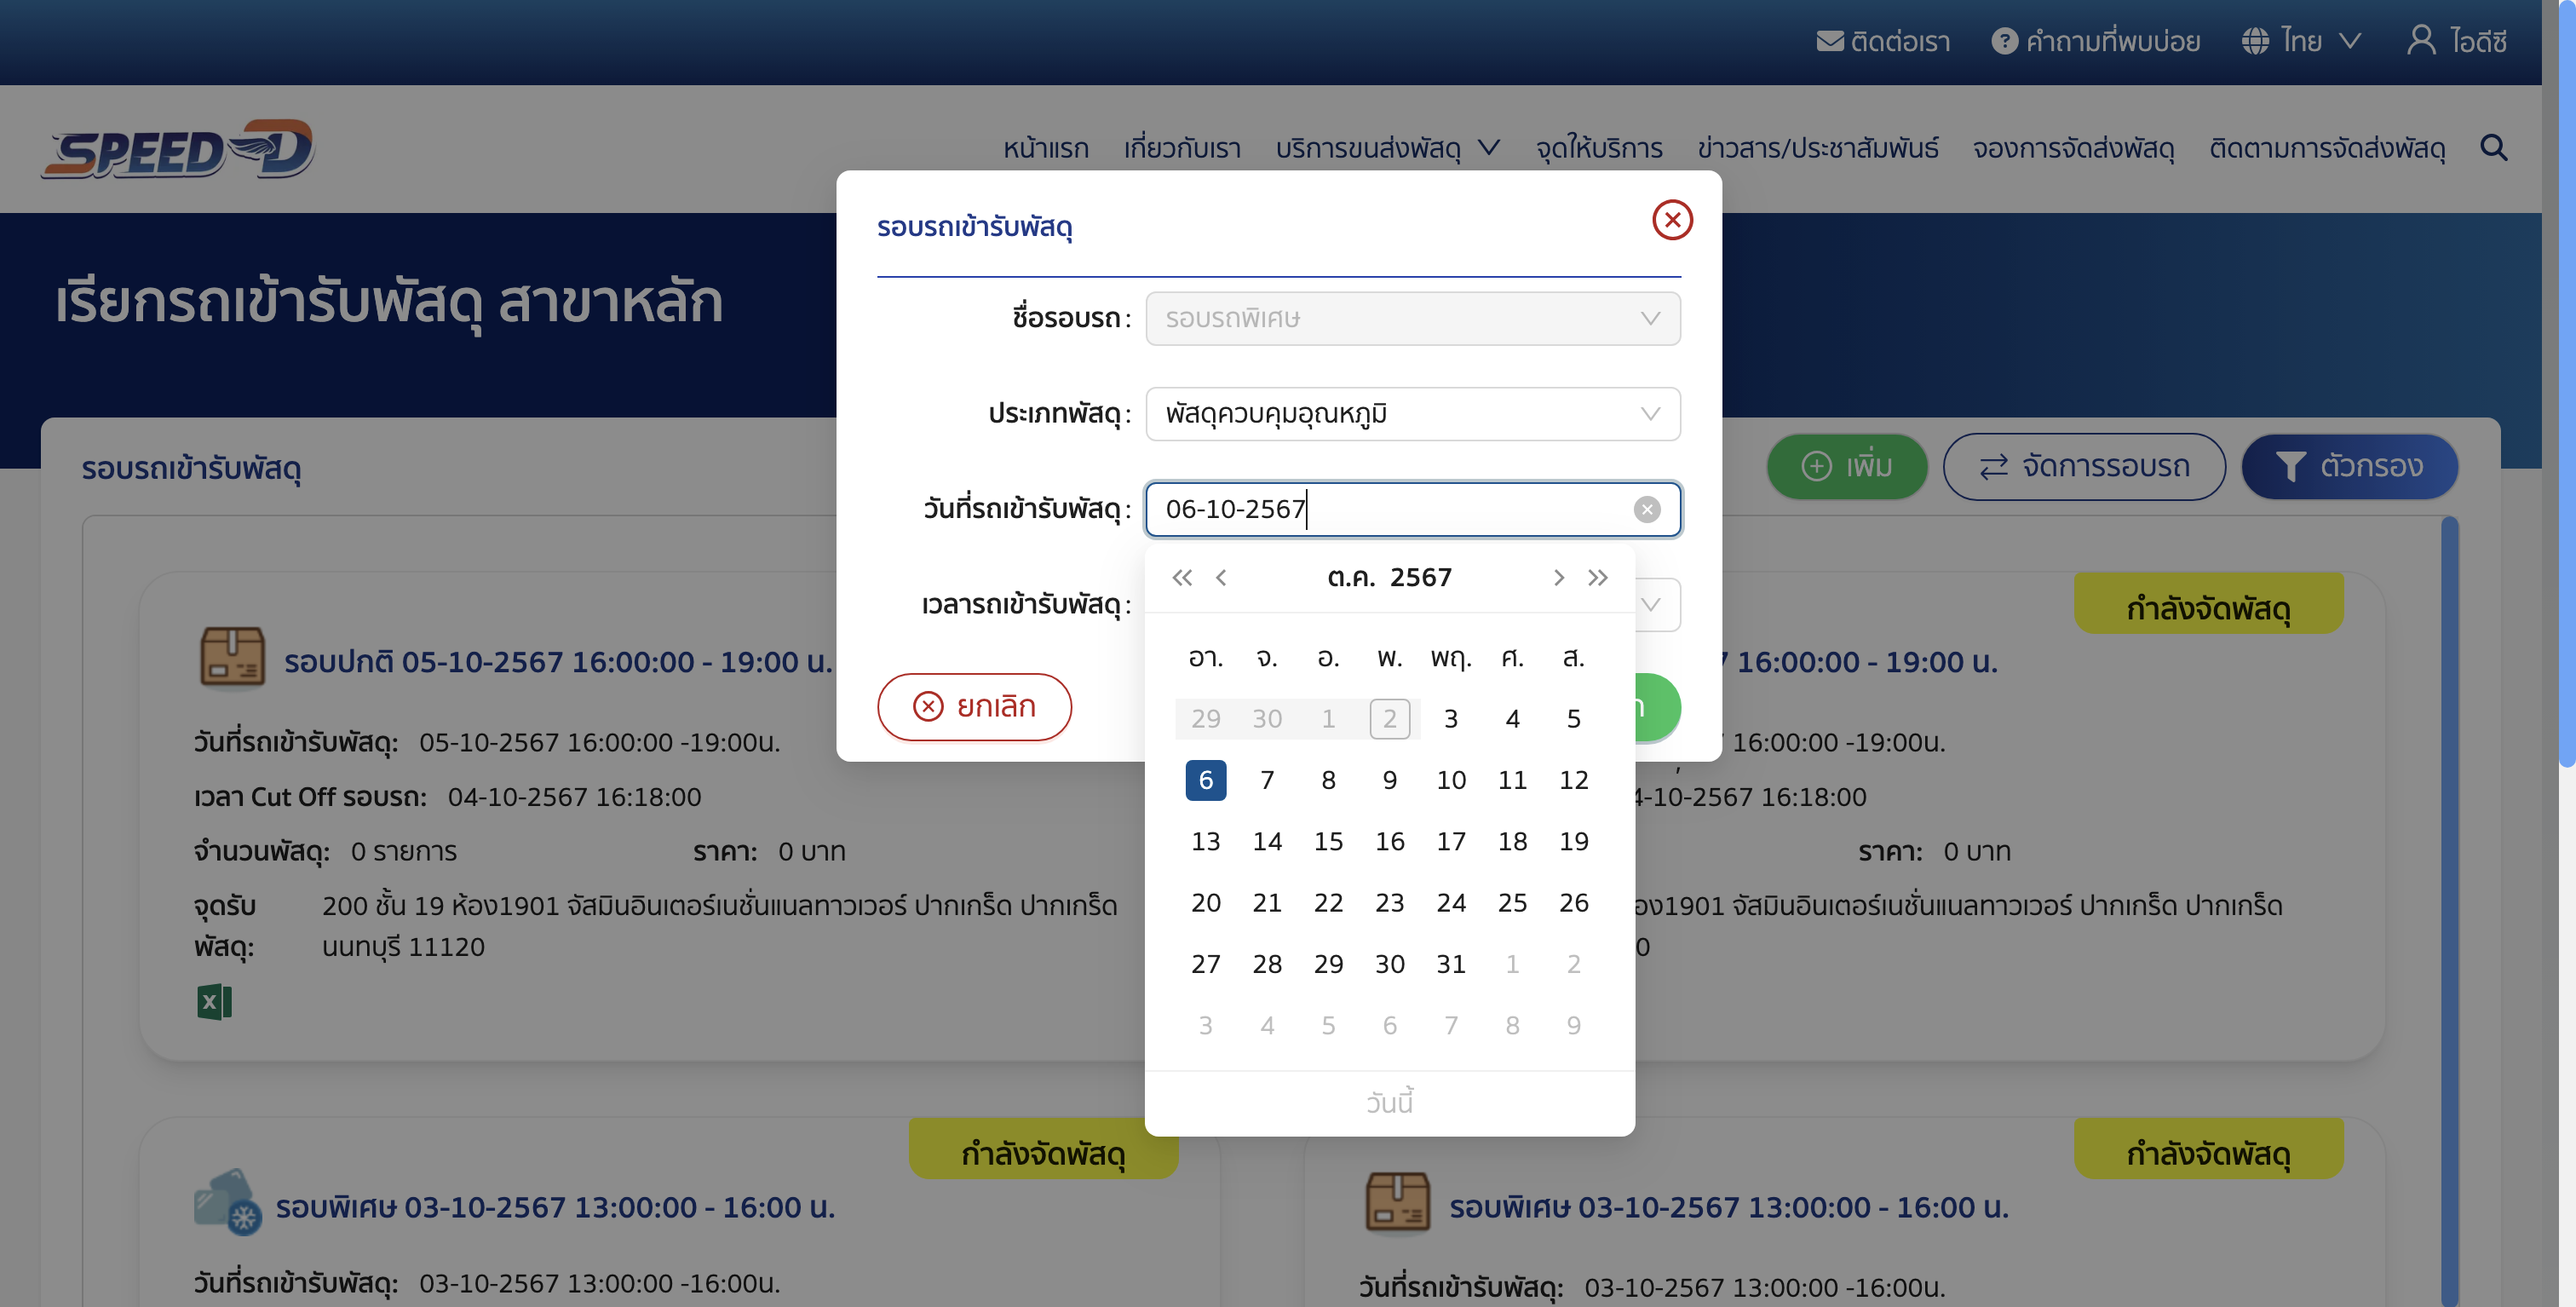 ติดต่อเรา คำถามที่พบบ่อย ไทย ไอดีซี
SPEED-D
หน้าแรก เกี่ยวกับเรา บริการขนส่งพัสดุ จุดให้บริการ ข่าวสาร/ประชาสัมพันธ์ จองการจัดส่งพัสดุ ติดตามการจัดส่งพัสดุ
เรียกรถเข้ารับพัสดุ สาขาหลัก
รอบรถเข้ารับพัสดุ
เพิ่ม จัดการรอบรถ ตัวกรอง
รอบรถเข้ารับพัสดุ
ชื่อรอบรถ : รอบรถพิเศษ
ประเภทพัสดุ : พัสดุควบคุมอุณหภูมิ
วันที่รถเข้ารับพัสดุ : 06-10-2567
เวลารถเข้ารับพัสดุ :
ยกเลิก
ต.ค. 2567
อา. จ. อ. พ. พฤ. ศ. ส.
29 30 1 2 3 4 5
6 7 8 9 10 11 12
13 14 15 16 17 18 19
20 21 22 23 24 25 26
27 28 29 30 31 1 2
3 4 5 6 7 8 9
วันนี้
รอบปกติ 05-10-2567 16:00:00 - 19:00 น.
วันที่รถเข้ารับพัสดุ: 05-10-2567 16:00:00 -19:00น.
เวลา Cut Off รอบรถ: 04-10-2567 16:18:00
จำนวนพัสดุ: 0 รายการ ราคา: 0 บาท
จุดรับ 200 ชั้น 19 ห้อง1901 จัสมินอินเตอร์เนชั่นแนลทาวเวอร์ ปากเกร็ด ปากเกร็ด
พัสดุ: นนทบุรี 11120
กำลังจัดพัสดุ
16:00:00 - 19:00 น.
16:00:00 -19:00น.
4-10-2567 16:18:00
ราคา: 0 บาท
อง1901 จัสมินอินเตอร์เนชั่นแนลทาวเวอร์ ปากเกร็ด ปากเกร็ด
0
กำลังจัดพัสดุ
รอบพิเศษ 03-10-2567 13:00:00 - 16:00 น.
วันที่รถเข้ารับพัสดุ: 03-10-2567 13:00:00 -16:00น.
กำลังจัดพัสดุ
รอบพิเศษ 03-10-2567 13:00:00 - 16:00 น.
วันที่รถเข้ารับพัสดุ: 03-10-2567 13:00:00 -16:00น.